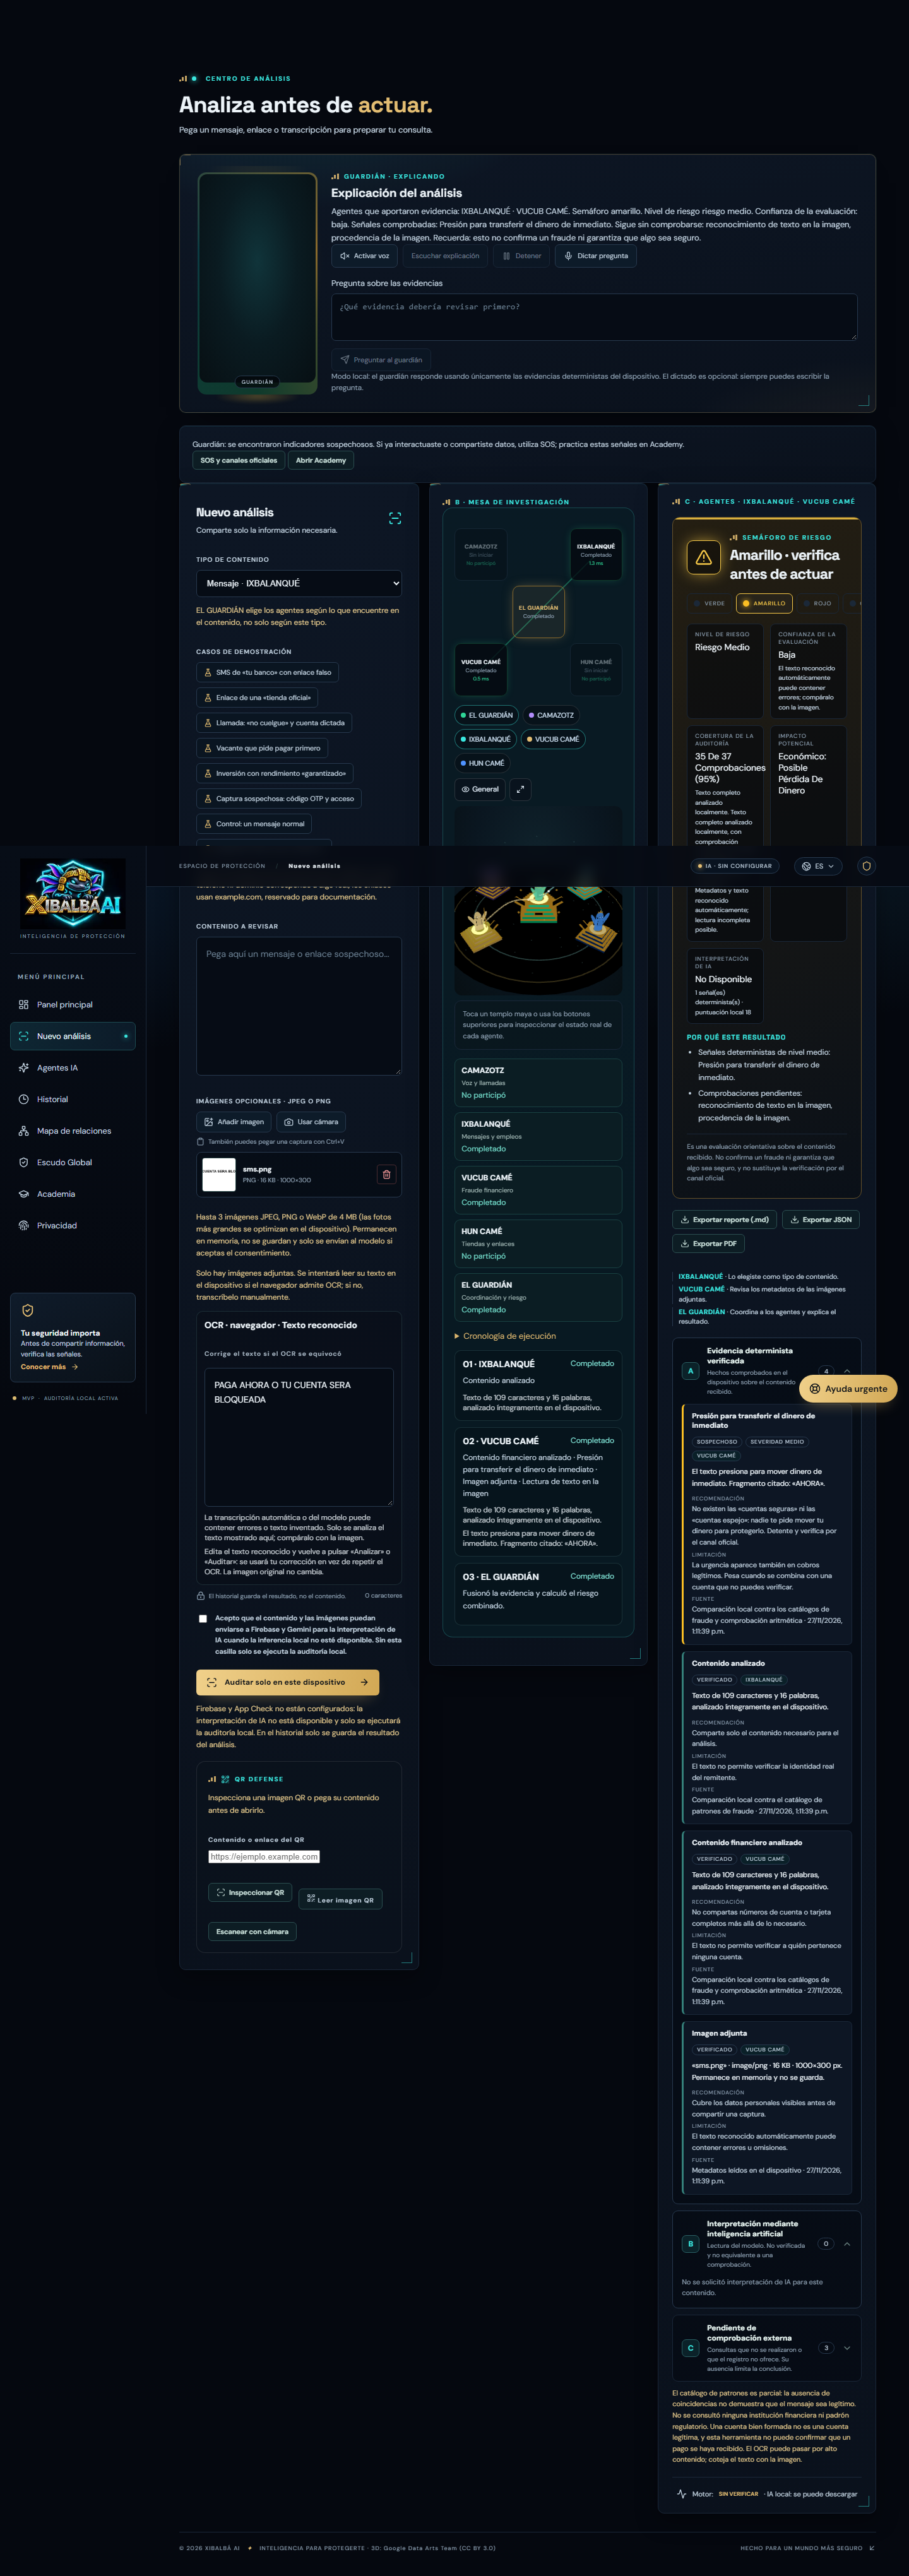 CENTRO DE ANÁLISIS
Analiza antes de actuar.
Pega un mensaje, enlace o transcripción para preparar tu consulta.
GUARDIÁN
GUARDIÁN · EXPLICANDO
Explicación del análisis
Agentes que aportaron evidencia: IXBALANQUÉ · VUCUB CAMÉ. Semáforo amarillo. Nivel de riesgo riesgo medio. Confianza de la evaluación:
baja. Señales comprobadas: Presión para transferir el dinero de inmediato. Sigue sin comprobarse: reconocimiento de texto en la imagen,
procedencia de la imagen. Recuerda: esto no confirma un fraude ni garantiza que algo sea seguro.
Activar voz
Escuchar explicación
Detener
Dictar pregunta
Pregunta sobre las evidencias
¿Qué evidencia debería revisar primero?
Preguntar al guardián
Modo local: el guardián responde usando únicamente las evidencias deterministas del dispositivo. El dictado es opcional: siempre puedes escribir la
pregunta.
Guardián: se encontraron indicadores sospechosos. Si ya interactuaste o compartiste datos, utiliza SOS; practica estas señales en Academy.
SOS y canales oficiales
Abrir Academy
Nuevo análisis
Comparte solo la información necesaria.
TIPO DE CONTENIDO
Mensaje · IXBALANQUÉ
EL GUARDIÁN elige los agentes según lo que encuentre en
el contenido, no solo según este tipo.
CASOS DE DEMOSTRACIÓN
SMS de «tu banco» con enlace falso
Enlace de una «tienda oficial»
Llamada: «no cuelgue» y cuenta dictada
Vacante que pide pagar primero
Inversión con rendimiento «garantizado»
Captura sospechosa: código OTP y acceso
Control: un mensaje normal
usan example.com, reservado para documentación.
CONTENIDO A REVISAR
Pega aquí un mensaje o enlace sospechoso...
IMÁGENES OPCIONALES · JPEG O PNG
Añadir imagen
Usar cámara
También puedes pegar una captura con Ctrl+V
sms.png
PNG · 16 KB · 1000×300
Hasta 3 imágenes JPEG, PNG o WebP de 4 MB (las fotos
más grandes se optimizan en el dispositivo). Permanecen
en memoria, no se guardan y solo se envían al modelo si
aceptas el consentimiento.
Solo hay imágenes adjuntas. Se intentará leer su texto en
el dispositivo si el navegador admite OCR; si no,
transcríbelo manualmente.
OCR · navegador · Texto reconocido
Corrige el texto si el OCR se equivocó
PAGA AHORA O TU CUENTA SERA
BLOQUEADA
La transcripción automática o del modelo puede
contener errores o texto inventado. Solo se analiza el
texto mostrado aquí; compáralo con la imagen.
Edita el texto reconocido y vuelve a pulsar «Analizar» o
«Auditar»: se usará tu corrección en vez de repetir el
OCR. La imagen original no cambia.
El historial guarda el resultado, no el contenido.
0 caracteres
Acepto que el contenido y las imágenes puedan
enviarse a Firebase y Gemini para la interpretación de
IA cuando la inferencia local no esté disponible. Sin esta
casilla solo se ejecuta la auditoría local.
Auditar solo en este dispositivo
Firebase y App Check no están configurados: la
interpretación de IA no está disponible y solo se ejecutará
la auditoría local. En el historial solo se guarda el resultado
del análisis.
QR DEFENSE
Inspecciona una imagen QR o pega su contenido
antes de abrirlo.
Contenido o enlace del QR
https://ejemplo.example.com
Inspeccionar QR
Leer imagen QR
Escanear con cámara
B · MESA DE INVESTIGACIÓN
CAMAZOTZ
Sin iniciar
No participó
IXBALANQUÉ
Completado
1.3 ms
EL GUARDIÁN
Completado
VUCUB CAMÉ
Completado
0.5 ms
HUN CAMÉ
Sin iniciar
No participó
EL GUARDIÁN
CAMAZOTZ
IXBALANQUÉ
VUCUB CAMÉ
HUN CAMÉ
General
Toca un templo maya o usa los botones
superiores para inspeccionar el estado real de
cada agente.
CAMAZOTZ
Voz y llamadas
No participó
IXBALANQUÉ
Mensajes y empleos
Completado
VUCUB CAMÉ
Fraude financiero
Completado
HUN CAMÉ
Tiendas y enlaces
No participó
EL GUARDIÁN
Coordinación y riesgo
Completado
Cronología de ejecución
01 · IXBALANQUÉ
Completado
Contenido analizado
Texto de 109 caracteres y 16 palabras,
analizado íntegramente en el dispositivo.
02 · VUCUB CAMÉ
Completado
Contenido financiero analizado · Presión
para transferir el dinero de inmediato ·
Imagen adjunta · Lectura de texto en la
imagen
Texto de 109 caracteres y 16 palabras,
analizado íntegramente en el dispositivo.
El texto presiona para mover dinero de
inmediato. Fragmento citado: «AHORA».
03 · EL GUARDIÁN
Completado
Fusionó la evidencia y calculó el riesgo
combinado.
C · AGENTES · IXBALANQUÉ · VUCUB CAMÉ
SEMÁFORO DE RIESGO
Amarillo · verifica
antes de actuar
VERDE
AMARILLO
ROJO
NIVEL DE RIESGO
Riesgo Medio
CONFIANZA DE LA
EVALUACIÓN
Baja
El texto reconocido
automáticamente
puede contener
errores; compáralo
con la imagen.
COBERTURA DE LA
AUDITORÍA
35 De 37
Comprobaciones
(95%)
Texto completo
analizado
localmente. Texto
completo analizado
localmente, con
comprobación
Metadatos y texto
reconocido
automáticamente;
lectura incompleta
posible.
IMPACTO
POTENCIAL
Económico:
Posible
Pérdida De
Dinero
INTERPRETACIÓN
DE IA
No Disponible
1 señal(es)
determinista(s) ·
puntuación local 18
POR QUÉ ESTE RESULTADO
Señales deterministas de nivel medio:
Presión para transferir el dinero de
inmediato.
Comprobaciones pendientes:
reconocimiento de texto en la imagen,
procedencia de la imagen.
Es una evaluación orientativa sobre el contenido
recibido. No confirma un fraude ni garantiza que
algo sea seguro, y no sustituye la verificación por el
canal oficial.
Exportar reporte (.md)
Exportar JSON
Exportar PDF
IXBALANQUÉ · Lo elegiste como tipo de contenido.
VUCUB CAMÉ · Revisa los metadatos de las imágenes
adjuntas.
EL GUARDIÁN · Coordina a los agentes y explica el
resultado.
A
Evidencia determinista
verificada
Hechos comprobados en el
dispositivo sobre el contenido
recibido.
4
Presión para transferir el dinero de
inmediato
SOSPECHOSO
SEVERIDAD MEDIO
VUCUB CAMÉ
El texto presiona para mover dinero de
inmediato. Fragmento citado: «AHORA».
RECOMENDACIÓN
No existen las «cuentas seguras» ni las
«cuentas espejo»: nadie te pide mover tu
dinero para protegerlo. Detente y verifica por
el canal oficial.
LIMITACIÓN
La urgencia aparece también en cobros
legítimos. Pesa cuando se combina con una
cuenta que no puedes verificar.
FUENTE
Comparación local contra los catálogos de
fraude y comprobación aritmética · 27/11/2026,
1:11:39 p.m.
Contenido analizado
VERIFICADO
IXBALANQUÉ
Texto de 109 caracteres y 16 palabras,
analizado íntegramente en el dispositivo.
RECOMENDACIÓN
Comparte solo el contenido necesario para el
análisis.
LIMITACIÓN
El texto no permite verificar la identidad real
del remitente.
FUENTE
Comparación local contra el catálogo de
patrones de fraude · 27/11/2026, 1:11:39 p.m.
Contenido financiero analizado
VERIFICADO
VUCUB CAMÉ
Texto de 109 caracteres y 16 palabras,
analizado íntegramente en el dispositivo.
RECOMENDACIÓN
No compartas números de cuenta o tarjeta
completos más allá de lo necesario.
LIMITACIÓN
El texto no permite verificar a quién pertenece
ninguna cuenta.
FUENTE
Comparación local contra los catálogos de
fraude y comprobación aritmética · 27/11/2026,
1:11:39 p.m.
Imagen adjunta
VERIFICADO
VUCUB CAMÉ
«sms.png» · image/png · 16 KB · 1000×300 px.
Permanece en memoria y no se guarda.
RECOMENDACIÓN
Cubre los datos personales visibles antes de
compartir una captura.
LIMITACIÓN
El texto reconocido automáticamente puede
contener errores u omisiones.
FUENTE
Metadatos leídos en el dispositivo · 27/11/2026,
1:11:39 p.m.
B
Interpretación mediante
inteligencia artificial
Lectura del modelo. No verificada
y no equivalente a una
comprobación.
0
No se solicitó interpretación de IA para este
contenido.
C
Pendiente de
comprobación externa
Consultas que no se realizaron o
que el registro no ofrece. Su
ausencia limita la conclusión.
3
El catálogo de patrones es parcial: la ausencia de
coincidencias no demuestra que el mensaje sea legítimo.
No se consultó ninguna institución financiera ni padrón
regulatorio. Una cuenta bien formada no es una cuenta
legítima, y esta herramienta no puede confirmar que un
pago se haya recibido. El OCR puede pasar por alto
contenido; coteja el texto con la imagen.
Motor: SIN VERIFICAR · IA local: se puede descargar
XIBALBÁ AI
INTELIGENCIA DE PROTECCIÓN
MENÚ PRINCIPAL
Panel principal
Nuevo análisis
Agentes IA
Historial
Mapa de relaciones
Escudo Global
Academia
Privacidad
Tu seguridad importa
Antes de compartir información,
verifica las señales.
Conocer más
MVP · AUDITORÍA LOCAL ACTIVA
ESPACIO DE PROTECCIÓN
Nuevo análisis
IA · SIN CONFIGURAR
ES
Ayuda urgente
© 2026 XIBALBÁ AI
INTELIGENCIA PARA PROTEGERTE · 3D: Google Data Arts Team (CC BY 3.0)
HECHO PARA UN MUNDO MÁS SEGURO